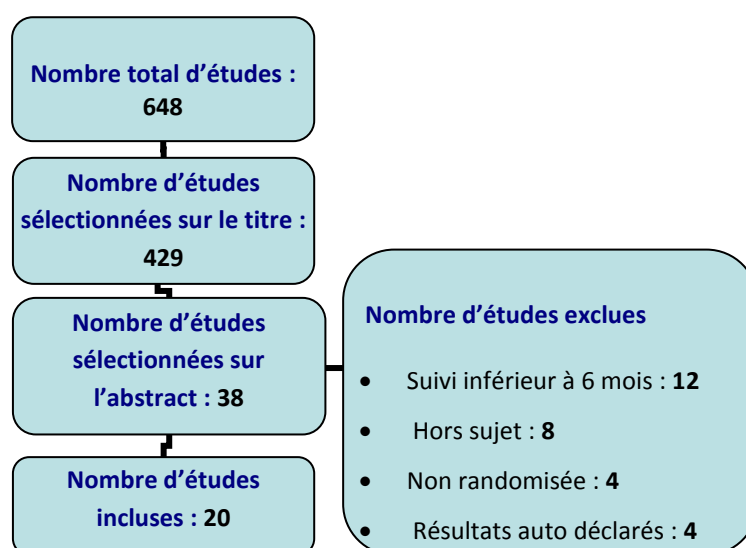 Nombre total d'études :
648
Nombre d'études
sélectionnées sur le titre :
429
Nombre d'études
sélectionnées sur
l'abstract : 38
Nombre d'études
incluses : 20
Nombre d'études exclues
• Suivi inférieur à 6 mois : 12
• Hors sujet : 8
• Non randomisée : 4
• Résultats auto déclarés : 4